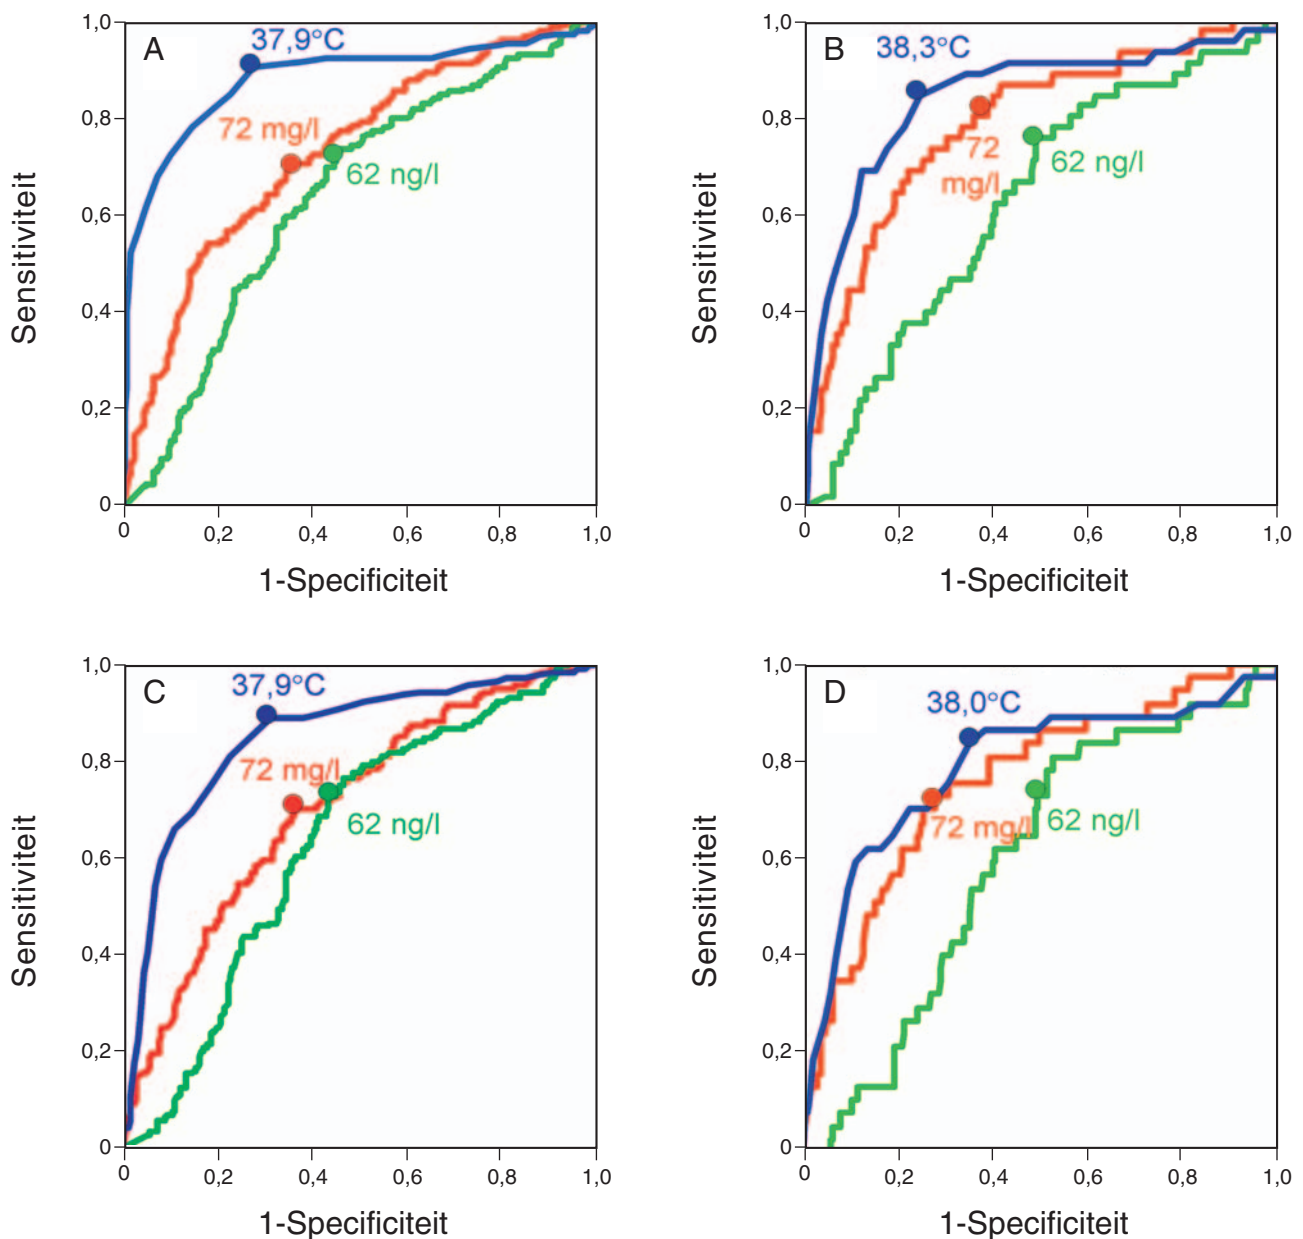 A
37,9°C
72 mg/l
62 ng/l
Sensitiviteit
1,0
0,8
0,6
0,4
0,2
0
0 0,2 0,4 0,6 0,8 1,0
1-Specificiteit
B
38,3°C
72
mg/l
62 ng/l
Sensitiviteit
1,0
0,8
0,6
0,4
0,2
0
0 0,2 0,4 0,6 0,8 1,0
1-Specificiteit
C
37,9°C
72 mg/l
62 ng/l
Sensitiviteit
1,0
0,8
0,6
0,4
0,2
0
0 0,2 0,4 0,6 0,8 1,0
1-Specificiteit
D
38,0°C
72 mg/l
62 ng/l
Sensitiviteit
1,0
0,8
0,6
0,4
0,2
0
0 0,2 0,4 0,6 0,8 1,0
1-Specificiteit